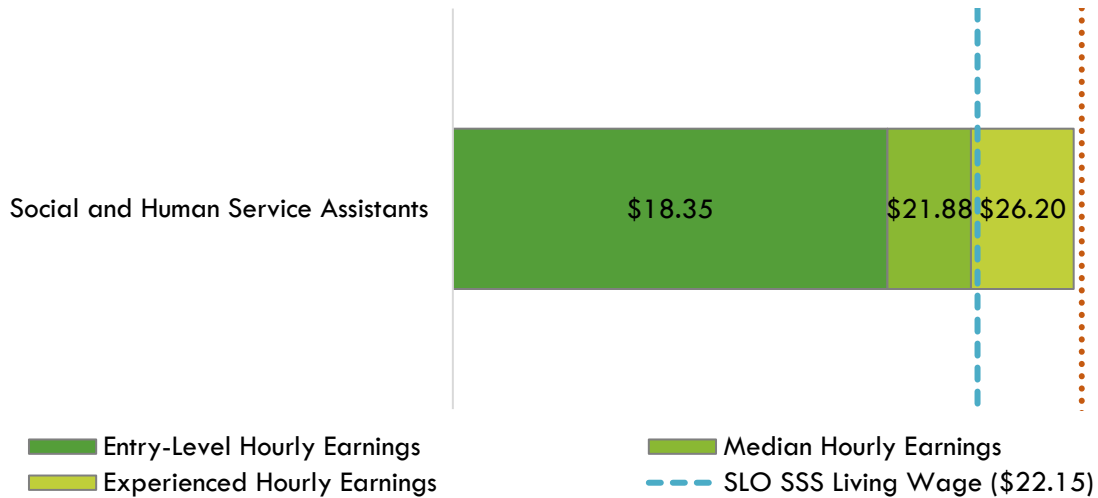 Social and Human Service Assistants $18.35 $21.88 $26.20
Entry-Level Hourly Earnings Median Hourly Earnings
Experienced Hourly Earnings SLO SSS Living Wage ($22.15)